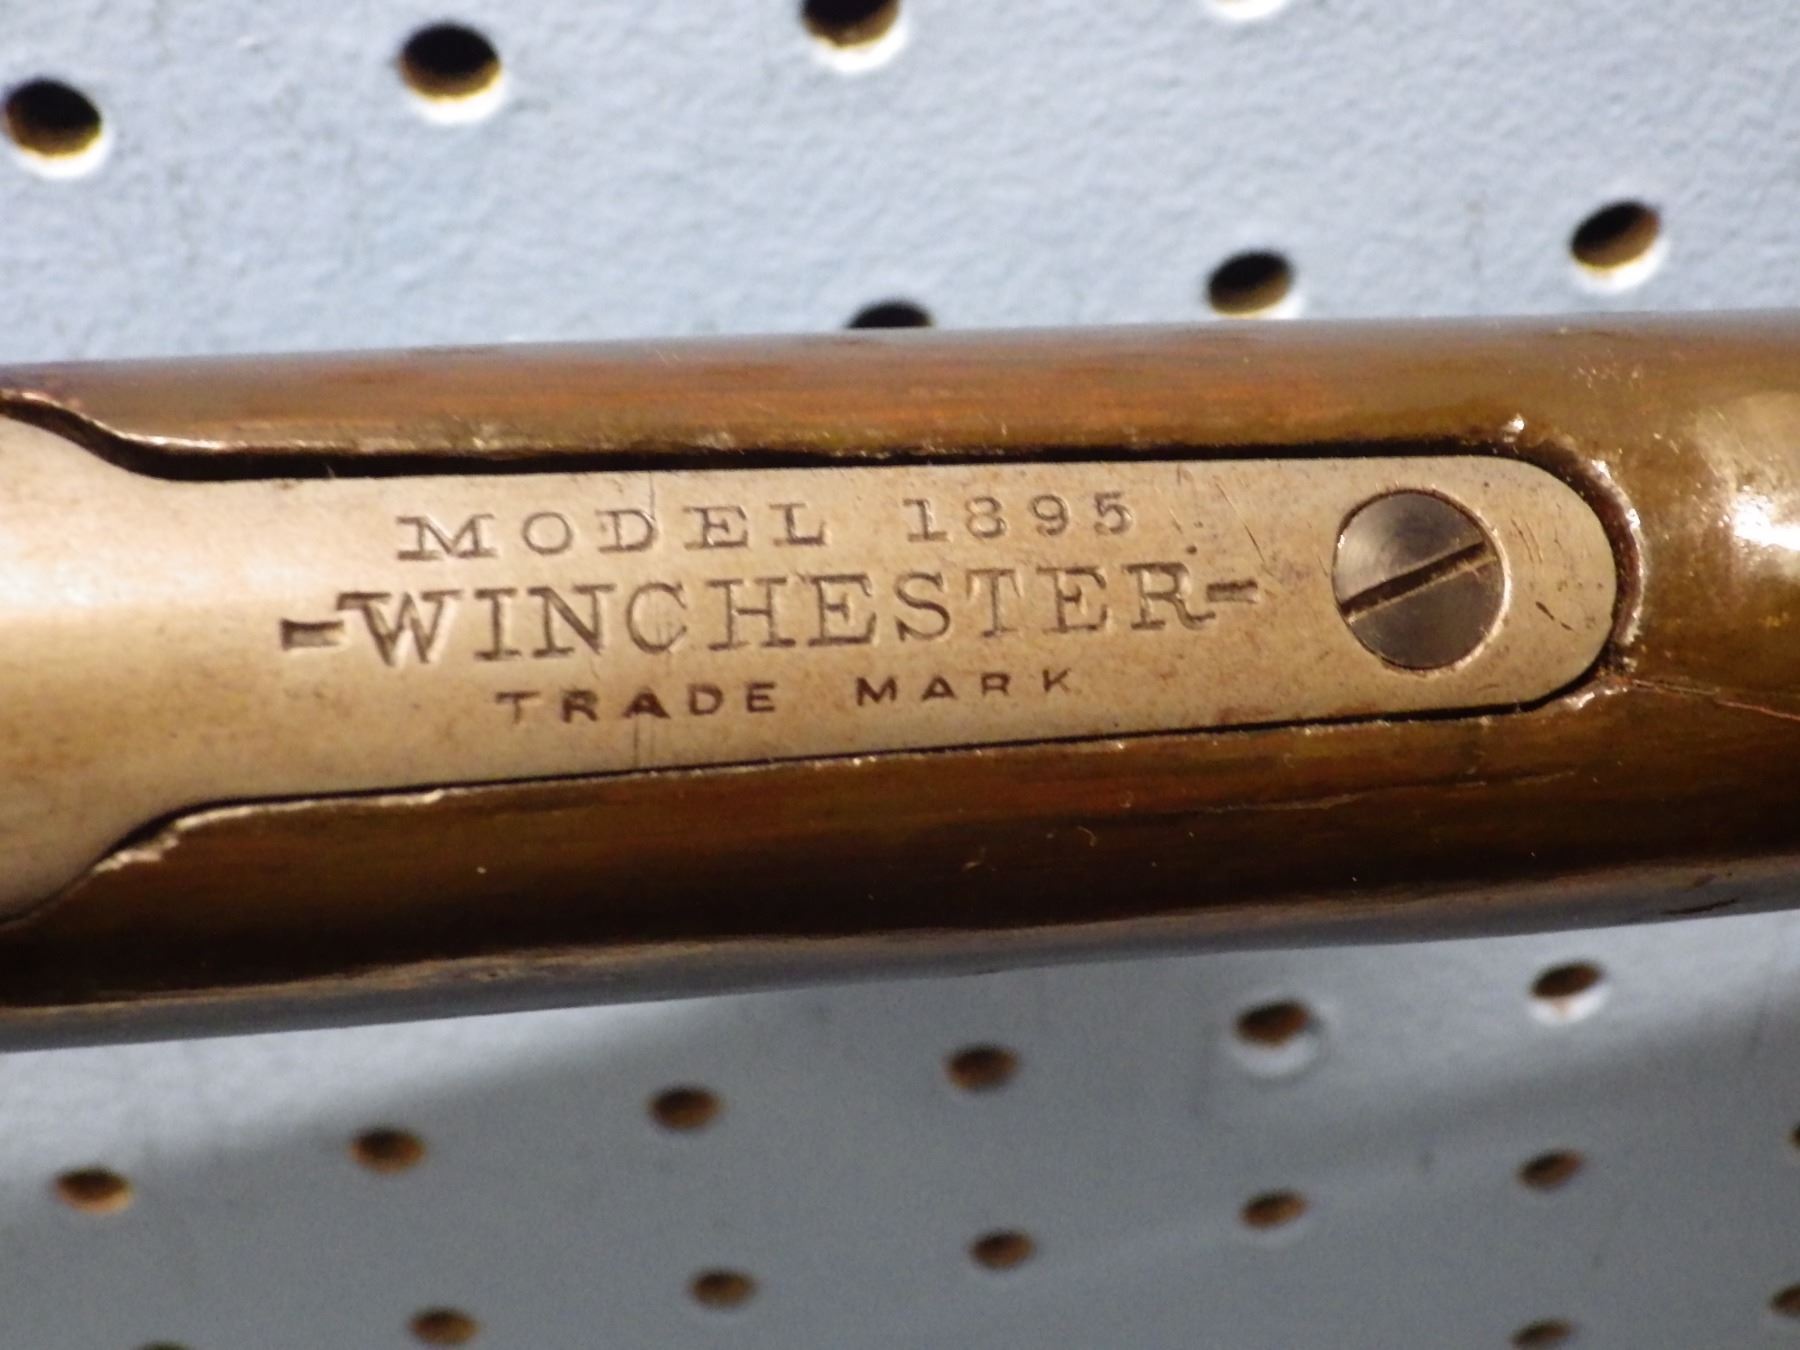 MODEL 1895
-WINCHESTER-
TRADE MARK